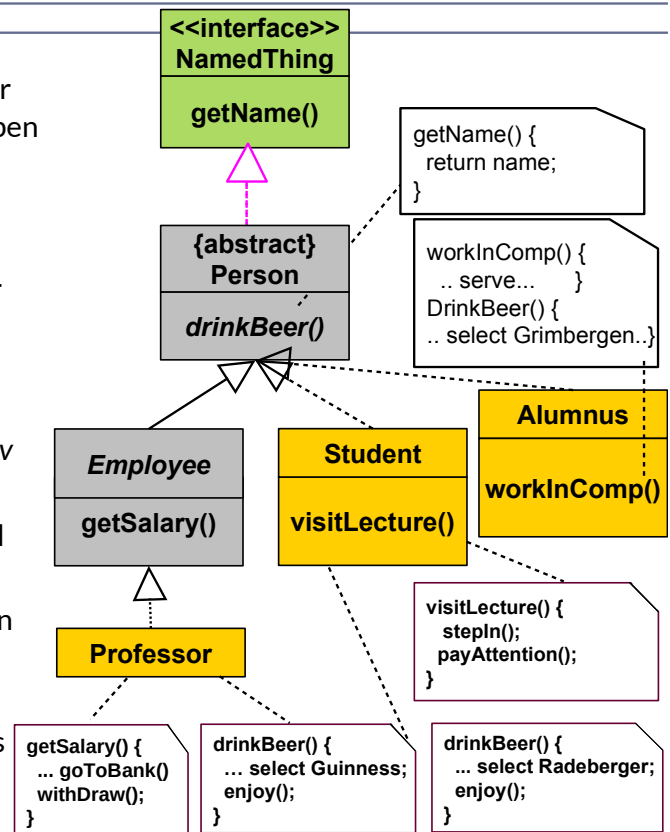 <<interface>>
NamedThing
getName()
r
pen
getName() {
return name;
}
{abstract}
Person
drinkBeer()
workInComp() {
.. serve... }
DrinkBeer() {
.. select Grimbergen..}
Employee
getSalary()
Student
visitLecture()
Alumnus
workInComp()
v
n
visitLecture() {
stepIn();
payAttention();
}
Professor
s
getSalary() {
... goToBank()
withDraw();
}
drinkBeer() {
... select Guinness;
enjoy();
}
drinkBeer() {
... select Radeberger;
enjoy();
}